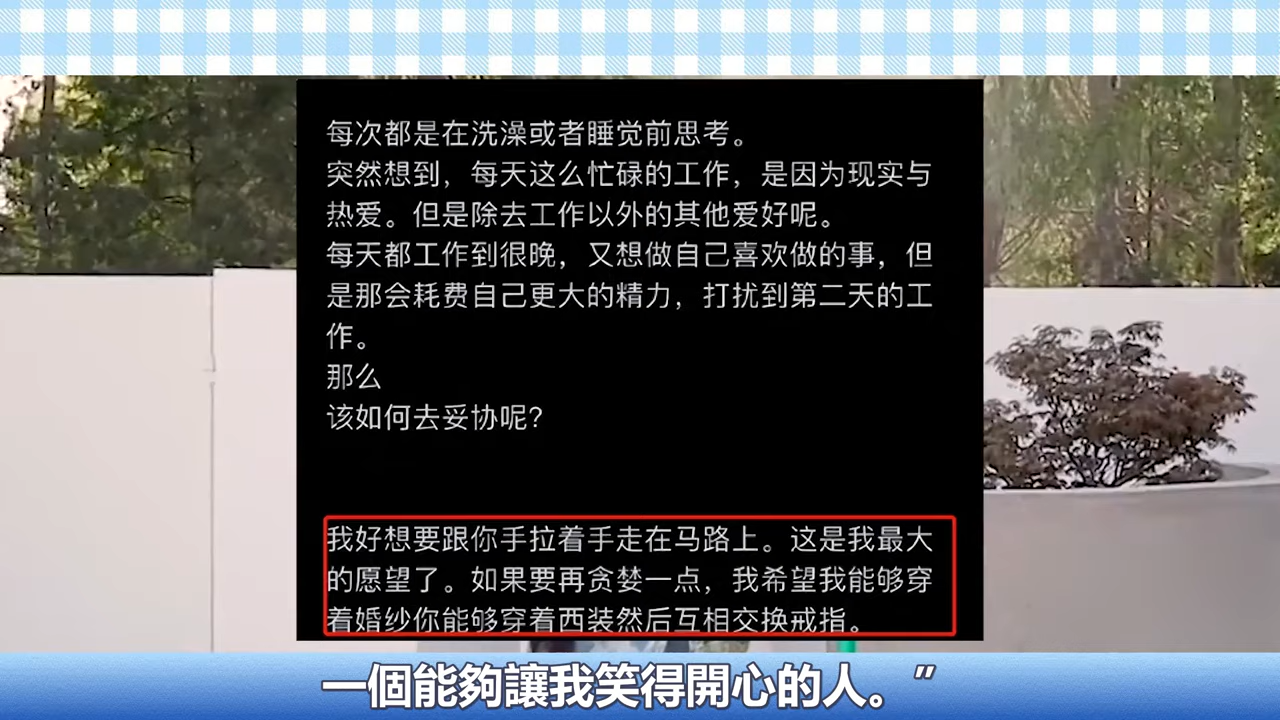 每次都是在洗澡或者睡觉前思考。
突然想到，每天这么忙碌的工作，是因为现实与
热爱。但是除去工作以外的其他爱好呢。
每天都工作到很晚，又想做自己喜欢做的事，但
是那会耗费自己更大的精力，打扰到第二天的工
作。
那么
该如何去妥协呢？
我好想要跟你手拉着手走在马路上。这是我最大
的愿望了。如果要再贪婪一点，我希望我能够穿
着婚纱你能够穿着西装然后互相交换戒指。
一個能夠讓我笑得開心的人。”